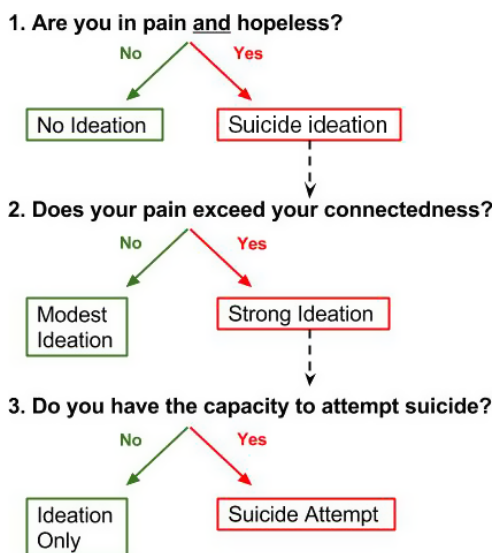 1. Are you in pain and hopeless?
No
Yes
No Ideation
Suicide ideation
2. Does your pain exceed your connectedness?
No
Yes
Modest
Ideation
Strong Ideation
3. Do you have the capacity to attempt suicide?
No
Yes
Ideation
Only
Suicide Attempt